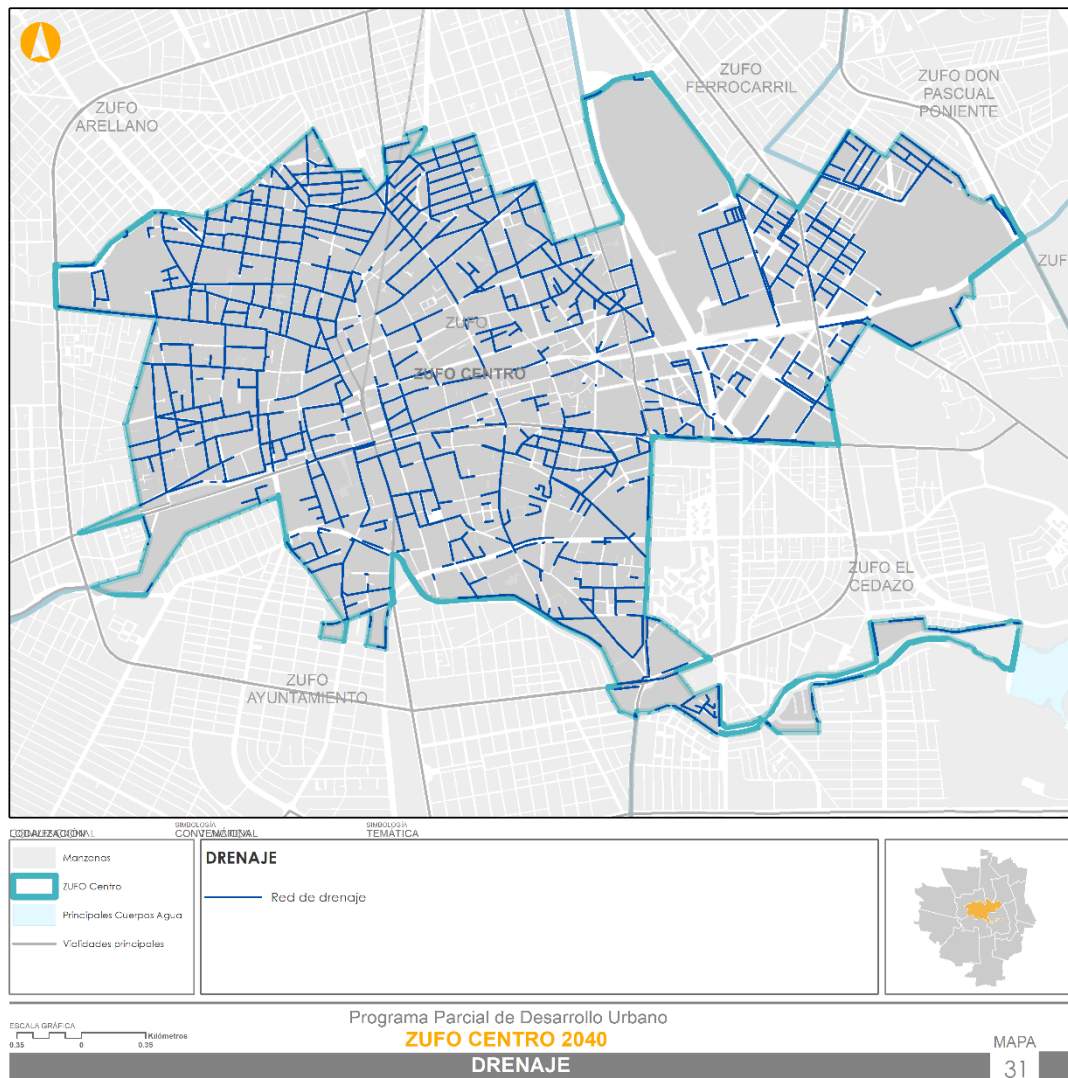 ZUFO
FERROCARRIL
ZUFO DON
PASCUAL
PONIENTE
ZUFO
ARELLANO
ZUF
ZUFO
ZUFO CENTRO
ZUFO EL
CEDAZO
ZUFO
AYUNTAMIENTO
SIMBOLOGÍA
CONVENCIONAL
SIMBOLOGÍA
TEMÁTICA
LOCALIZACIÓN
Manzanas
ZUFO Centro
Principales Cuerpos Agua
Vialidades principales
DRENAJE
Red de drenaje
ESCALA GRÁFICA
0.35 0 0.35 Kilómetros
Programa Parcial de Desarrollo Urbano
ZUFO CENTRO 2040
DRENAJE
MAPA
31